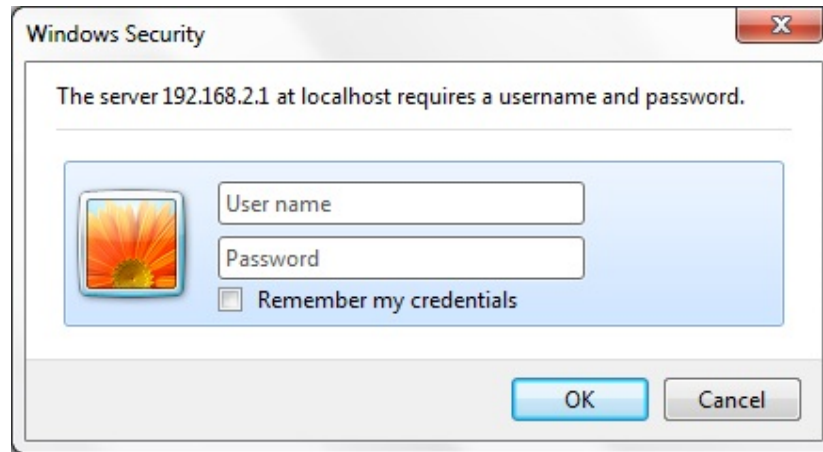 Windows Security
The server 192.168.2.1 at localhost requires a username and password.
User name
Password
Remember my credentials
OK
Cancel